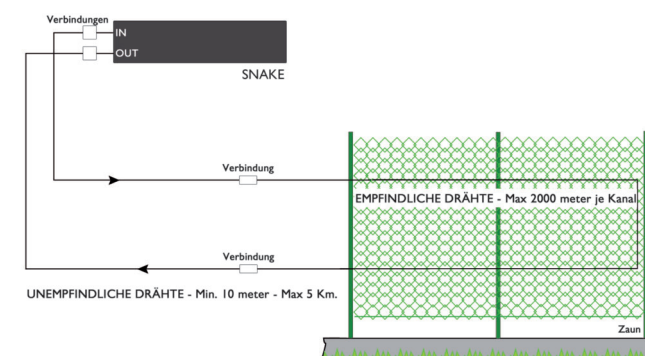 Verbindungen
IN
OUT
SNAKE
Verbindung
EMPFINDLICHE DRÄHTE - Max 2000 meter je Kanal
Verbindung
UNEMPFINDLICHE DRÄHTE - Min. 10 meter - Max 5 Km.
Zaun